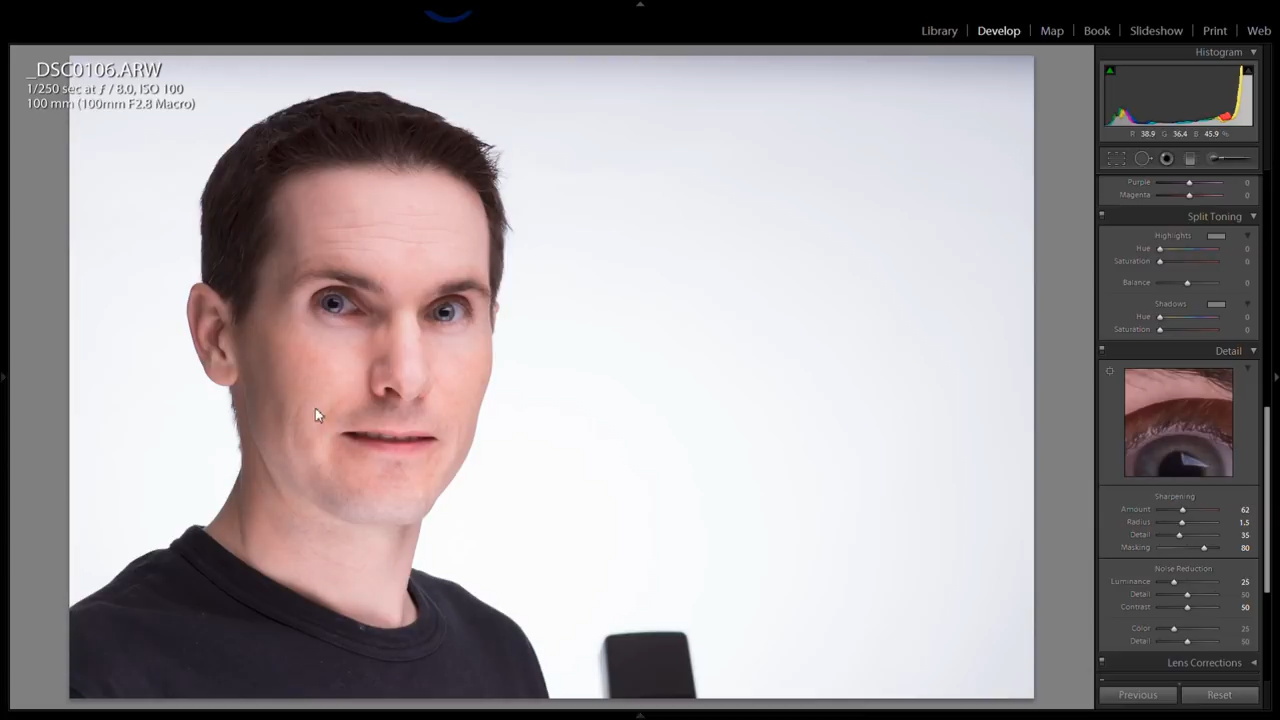 Library | Develop | Map | Book | Slideshow | Print | Web
Histogram
_DSC0106.ARW
1/250 sec at ƒ / 8.0, ISO 100
100 mm (100mm F2.8 Macro)
R 38.9 G 36.4 B 45.9 %
Purple 0
Magenta 0
Split Toning
Highlights
Hue 0
Saturation 0
Balance 0
Shadows
Hue 0
Saturation 0
Detail
Sharpening
Amount 62
Radius 1.5
Detail 35
Masking 80
Noise Reduction
Luminance 25
Detail 50
Contrast 50
Color 25
Detail 50
Lens Corrections
Previous Reset